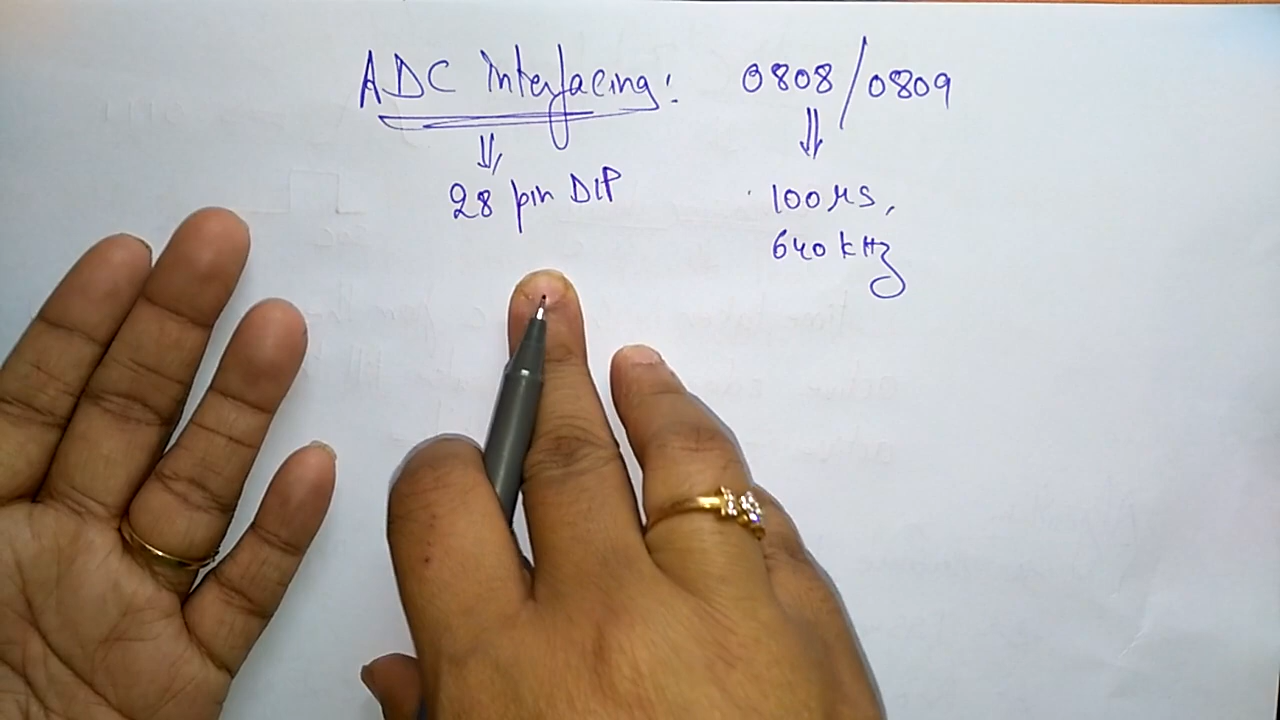 ADC Interfacing: 0808/0809
⇓ ⇓
28 pin DIP 100 μs,
640 kHz